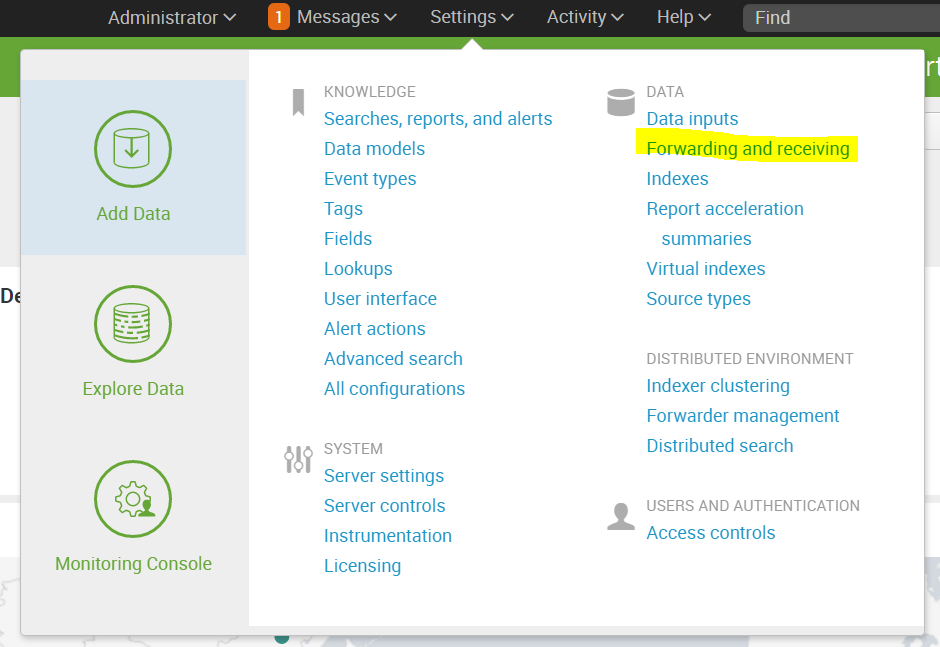 Administrator
1 Messages
Settings
Activity
Help
Find
Add Data
Explore Data
Monitoring Console
KNOWLEDGE
Searches, reports, and alerts
Data models
Event types
Tags
Fields
Lookups
User interface
Alert actions
Advanced search
All configurations
SYSTEM
Server settings
Server controls
Instrumentation
Licensing
DATA
Data inputs
Forwarding and receiving
Indexes
Report acceleration
summaries
Virtual indexes
Source types
DISTRIBUTED ENVIRONMENT
Indexer clustering
Forwarder management
Distributed search
USERS AND AUTHENTICATION
Access controls